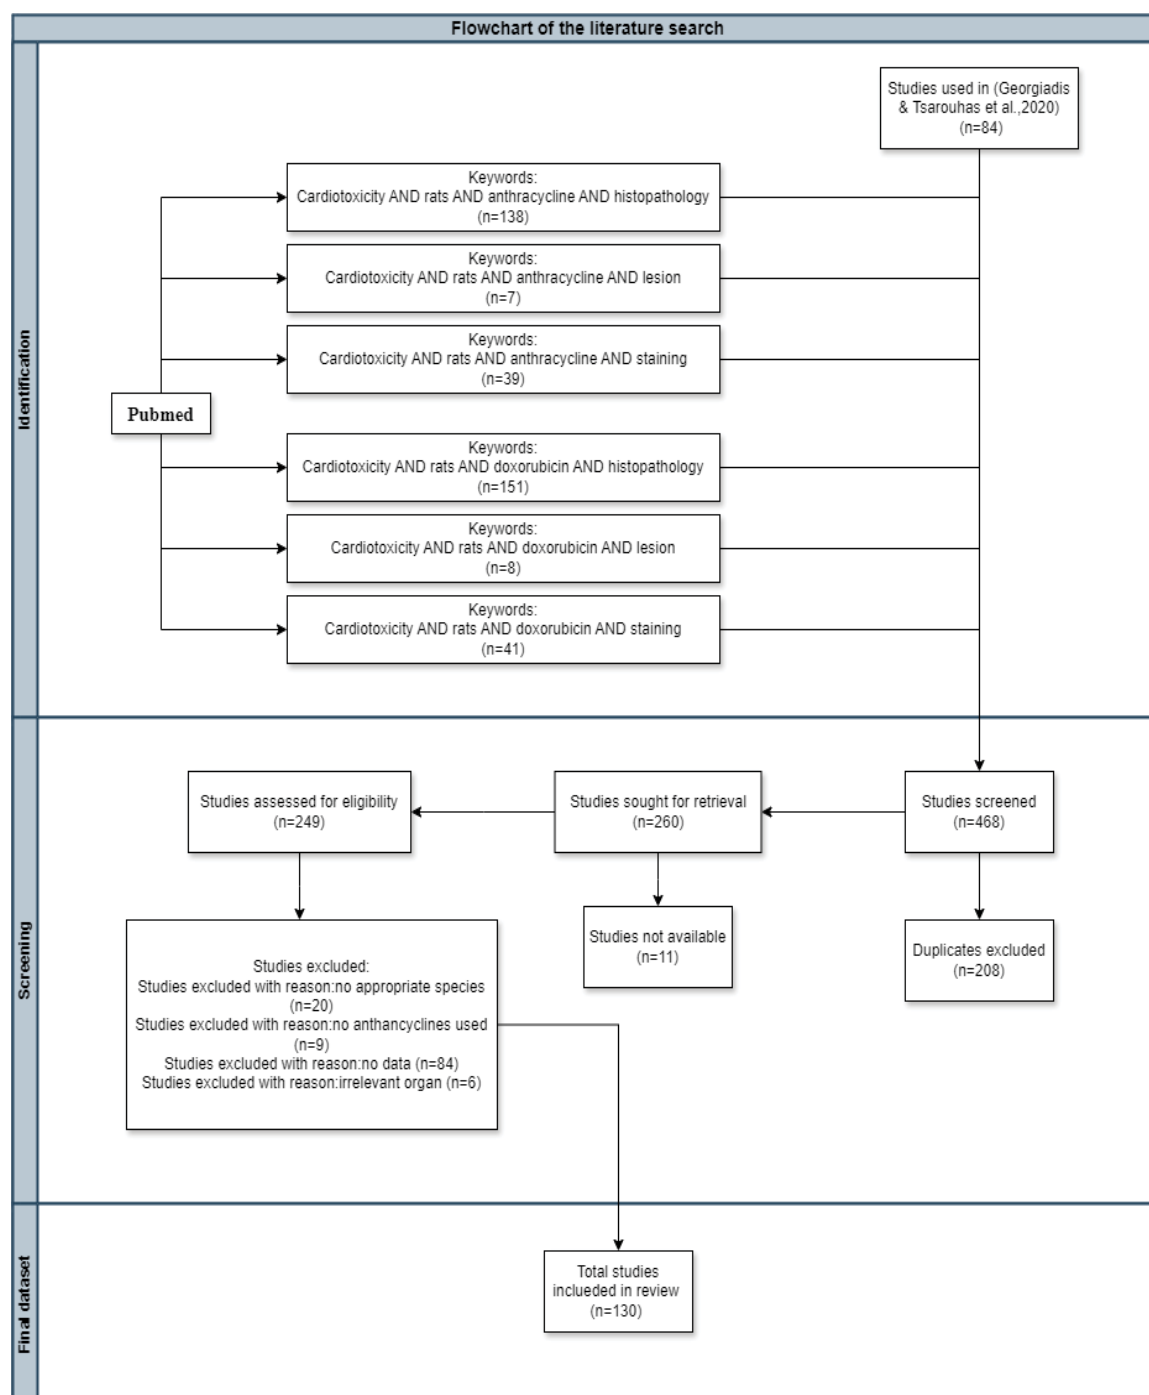 Flowchart of the literature search
Identification
Studies used in (Georgiadis
& Tsarouhas et al.,2020)
(n=84)
Keywords:
Cardiotoxicity AND rats AND anthracycline AND histopathology
(n=138)
Keywords:
Cardiotoxicity AND rats AND anthracycline AND lesion
(n=7)
Keywords:
Cardiotoxicity AND rats AND anthracycline AND staining
(n=39)
Pubmed
Keywords:
Cardiotoxicity AND rats AND doxorubicin AND histopathology
(n=151)
Keywords:
Cardiotoxicity AND rats AND doxorubicin AND lesion
(n=8)
Keywords:
Cardiotoxicity AND rats AND doxorubicin AND staining
(n=41)
Screening
Studies assessed for eligibility
(n=249)
Studies sought for retrieval
(n=260)
Studies screened
(n=468)
Studies excluded:
Studies excluded with reason:no appropriate species
(n=20)
Studies excluded with reason:no anthancyclines used
(n=9)
Studies excluded with reason:no data (n=84)
Studies excluded with reason:irrelevant organ (n=6)
Studies not available
(n=11)
Duplicates excluded
(n=208)
Final dataset
Total studies
inclueded in review
(n=130)